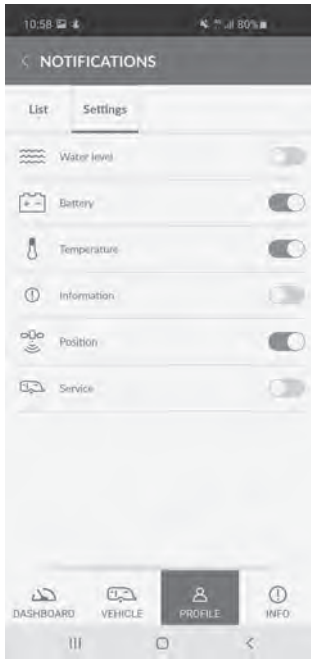 10:58 80%
NOTIFICATIONS
List Settings
Water level
Battery
Temperature
Information
Position
Service
DASHBOARD VEHICLE PROFILE INFO